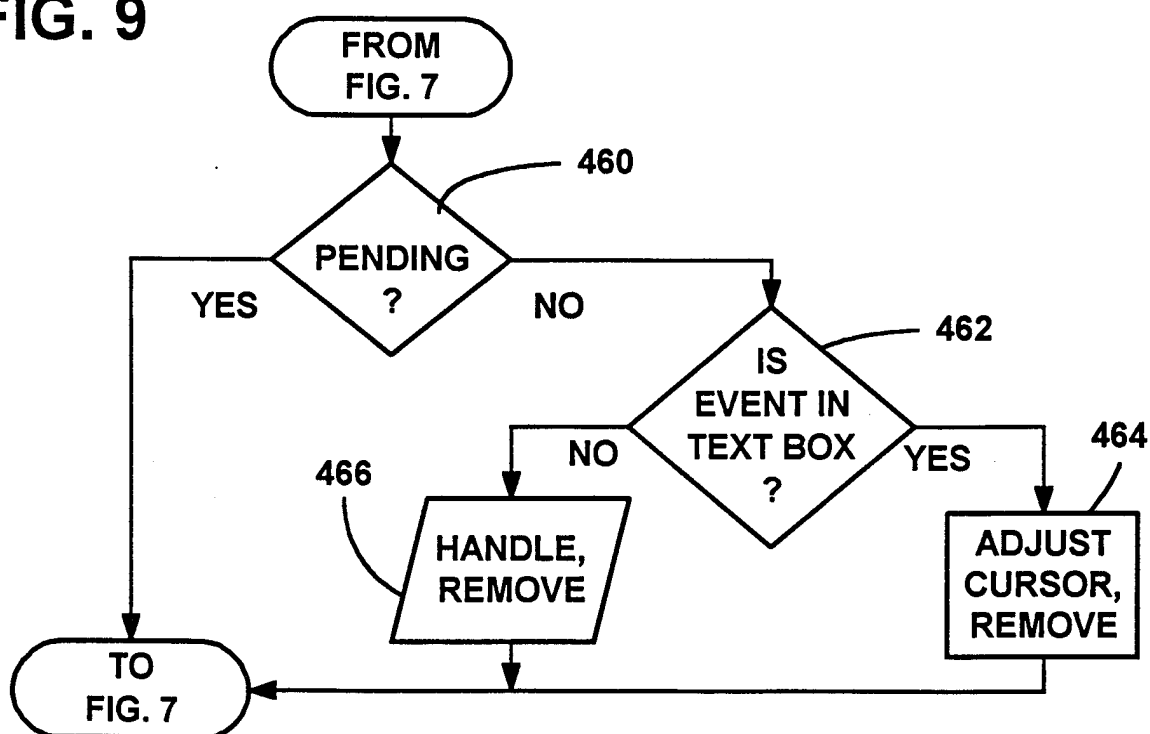 FIG. 9
FROM
FIG. 7
460
PENDING
?
YES
NO
462
IS
EVENT IN
TEXT BOX
?
NO
YES
464
466
HANDLE,
REMOVE
ADJUST
CURSOR,
REMOVE
TO
FIG. 7